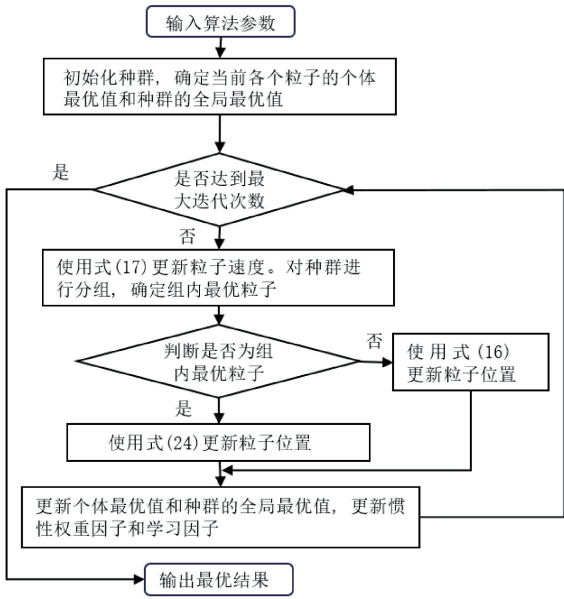 输入算法参数
初始化种群, 确定当前各个粒子的个体
最优值和种群的全局最优值
是
是否达到最
大迭代次数
否
使用式(17)更新粒子速度。对种群进
行分组, 确定组内最优粒子
判断是否为组
内最优粒子
否
使用式(16)
更新粒子位置
是
使用式(24)更新粒子位置
更新个体最优值和种群的全局最优值, 更新惯
性权重因子和学习因子
输出最优结果